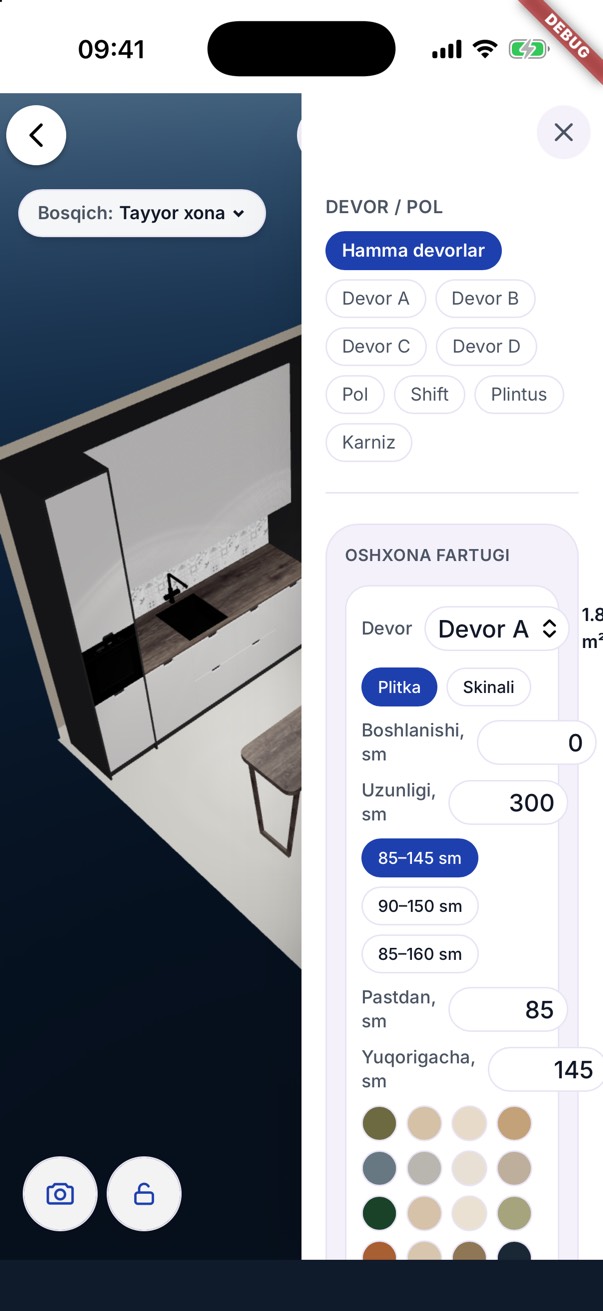 09:41
DEBUG
Bosqich: Tayyor xona
DEVOR / POL
Hamma devorlar
Devor A Devor B
Devor C Devor D
Pol Shift Plintus
Karniz
OSHXONA FARTUGI
Devor Devor A
m²
Plitka Skinali
Boshlanishi,
sm
0
Uzunligi,
sm
300
85–145 sm
90–150 sm
85–160 sm
Pastdan,
sm
85
Yuqorigacha,
sm
145